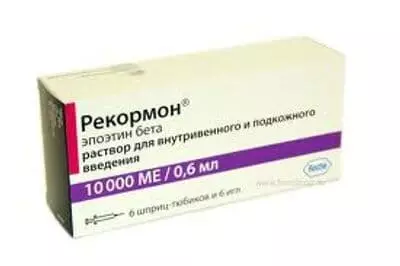 Рекормон®
эпоэтин бета
раствор для внутривенного и подкожного
введения
10 000 МЕ / 0,6 мл
6 шприц-тюбиков и 6 игл
Roche